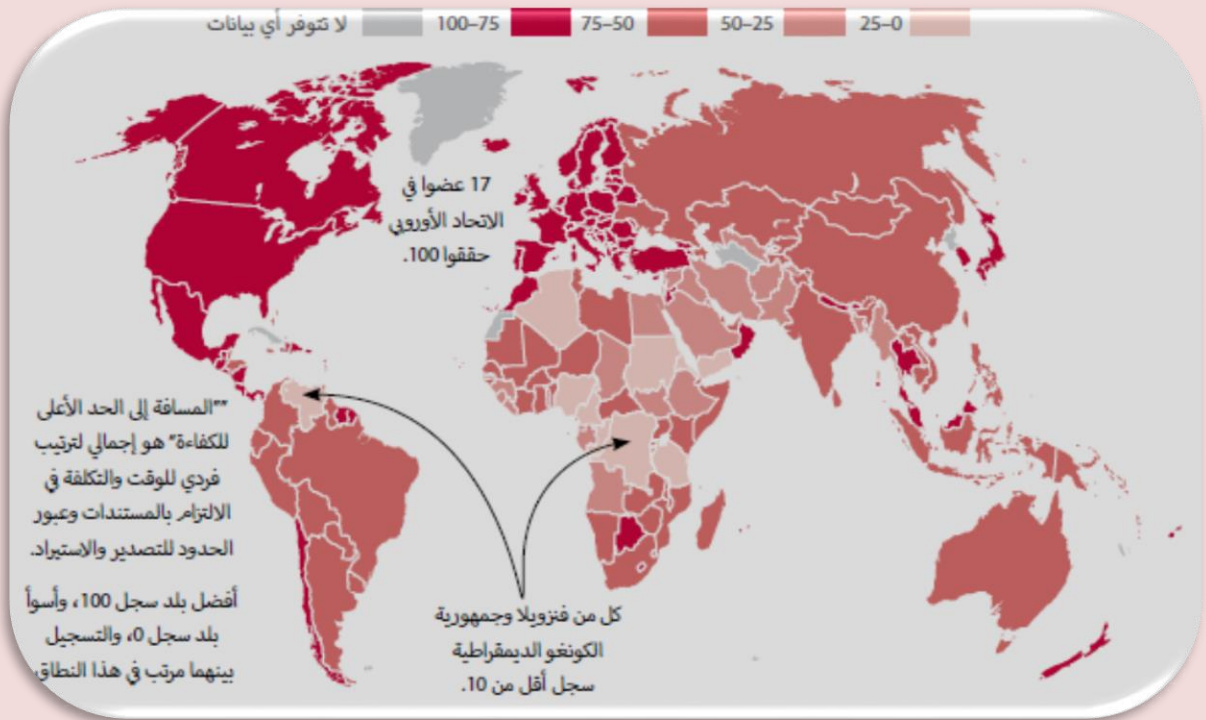 25–0 50–25 75–50 100–75 لا تتوفر أي بيانات
17 عضوا في
الاتحاد الأوروبي
حققوا 100.
"”المسافة إلى الحد الأعلى
للكفاءة“ هو إجمالي لترتيب
فردي للوقت والتكلفة في
الالتزام بالمستندات وعبور
الحدود للتصدير والاستيراد.
أفضل بلد سجل 100، وأسوأ
بلد سجل 0، والتسجيل
بينهما مرتب في هذا النطاق.
كل من فنزويلا وجمهورية
الكونغو الديمقراطية
سجل أقل من 10.